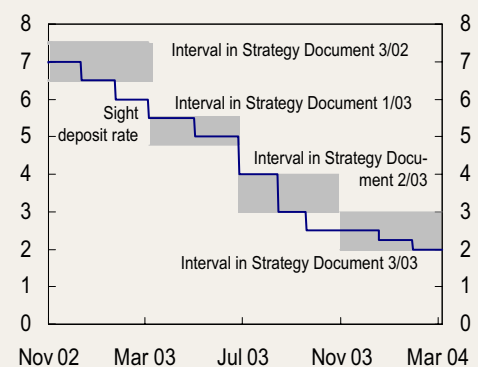 8 8
7 Interval in Strategy Document 3/02 7
6 Interval in Strategy Document 1/03 6
Sight
deposit rate
5 5
Interval in Strategy Docu-
4 ment 2/03 4
3 3
2 2
Interval in Strategy Document 3/03
1 1
0 0
Nov 02 Mar 03 Jul 03 Nov 03 Mar 04